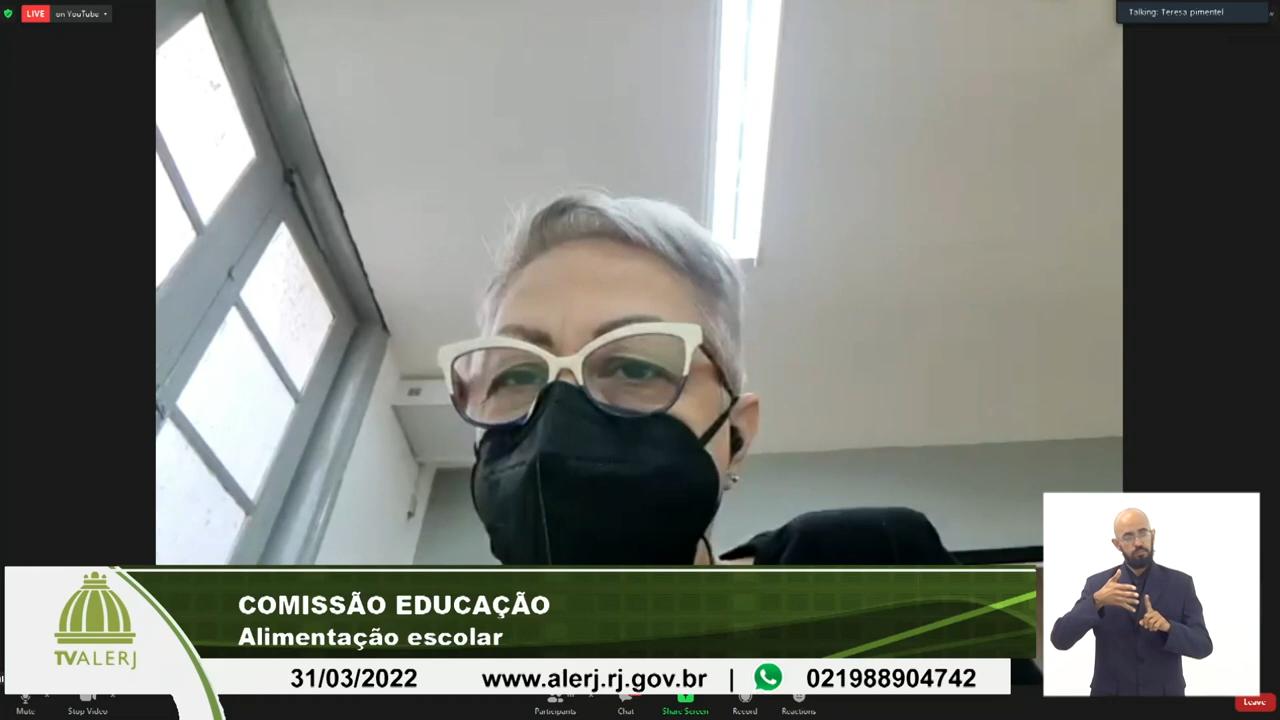 LIVE on YouTube
Talking: Teresa pimentel
COMISSÃO EDUCAÇÃO
Alimentação escolar
TVALERJ
31/03/2022 www.alerj.rj.gov.br | 021988904742
Mute Stop Video Participants Chat Share Screen Record Reactions Leave